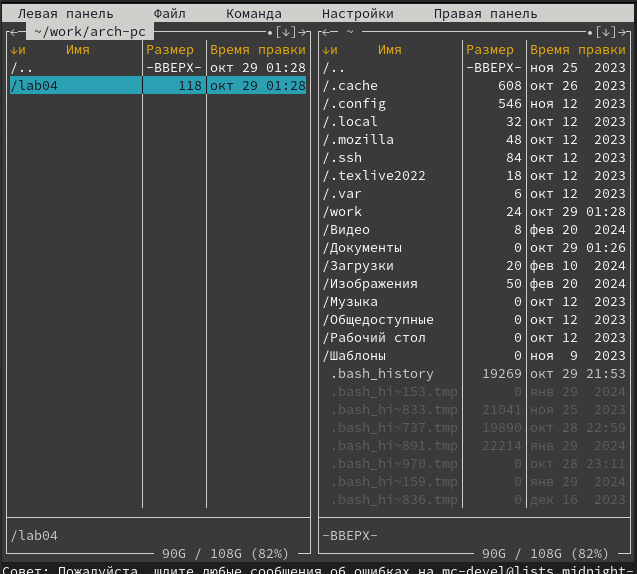 Левая панель Файл Команда Настройки Правая панель
← ~/work/arch-pc •[↓]→
↓и Имя Размер Время правки
/.. -ВВЕРХ- окт 29 01:28
/lab04 118 окт 29 01:28
/lab04
90G / 108G (82%)
← ~ •[↓]→
↓и Имя Размер Время правки
/.. -ВВЕРХ- ноя 25 2023
/.cache 608 окт 26 2023
/.config 546 ноя 12 2023
/.local 32 окт 12 2023
/.mozilla 48 окт 12 2023
/.ssh 84 окт 12 2023
/.texlive2022 18 окт 12 2023
/.var 6 окт 12 2023
/work 24 окт 29 01:28
/Видео 8 фев 20 2024
/Документы 0 окт 29 01:26
/Загрузки 20 фев 10 2024
/Изображения 50 фев 20 2024
/Музыка 0 окт 12 2023
/Общедоступные 0 окт 12 2023
/Рабочий стол 0 окт 12 2023
/Шаблоны 0 ноя 9 2023
.bash_history 19269 окт 29 21:53
.bash_hi~153.tmp 0 янв 29 2024
.bash_hi~833.tmp 21041 ноя 25 2023
.bash_hi~737.tmp 19890 окт 28 22:59
.bash_hi~891.tmp 22214 янв 29 2024
.bash_hi~970.tmp 0 окт 28 23:11
.bash_hi~159.tmp 0 янв 29 2024
.bash_hi~836.tmp 0 дек 16 2023
-ВВЕРХ-
90G / 108G (82%)
Совет: Пожалуйста, шлите любые сообщения об ошибках на mc-devel@lists.midnight-